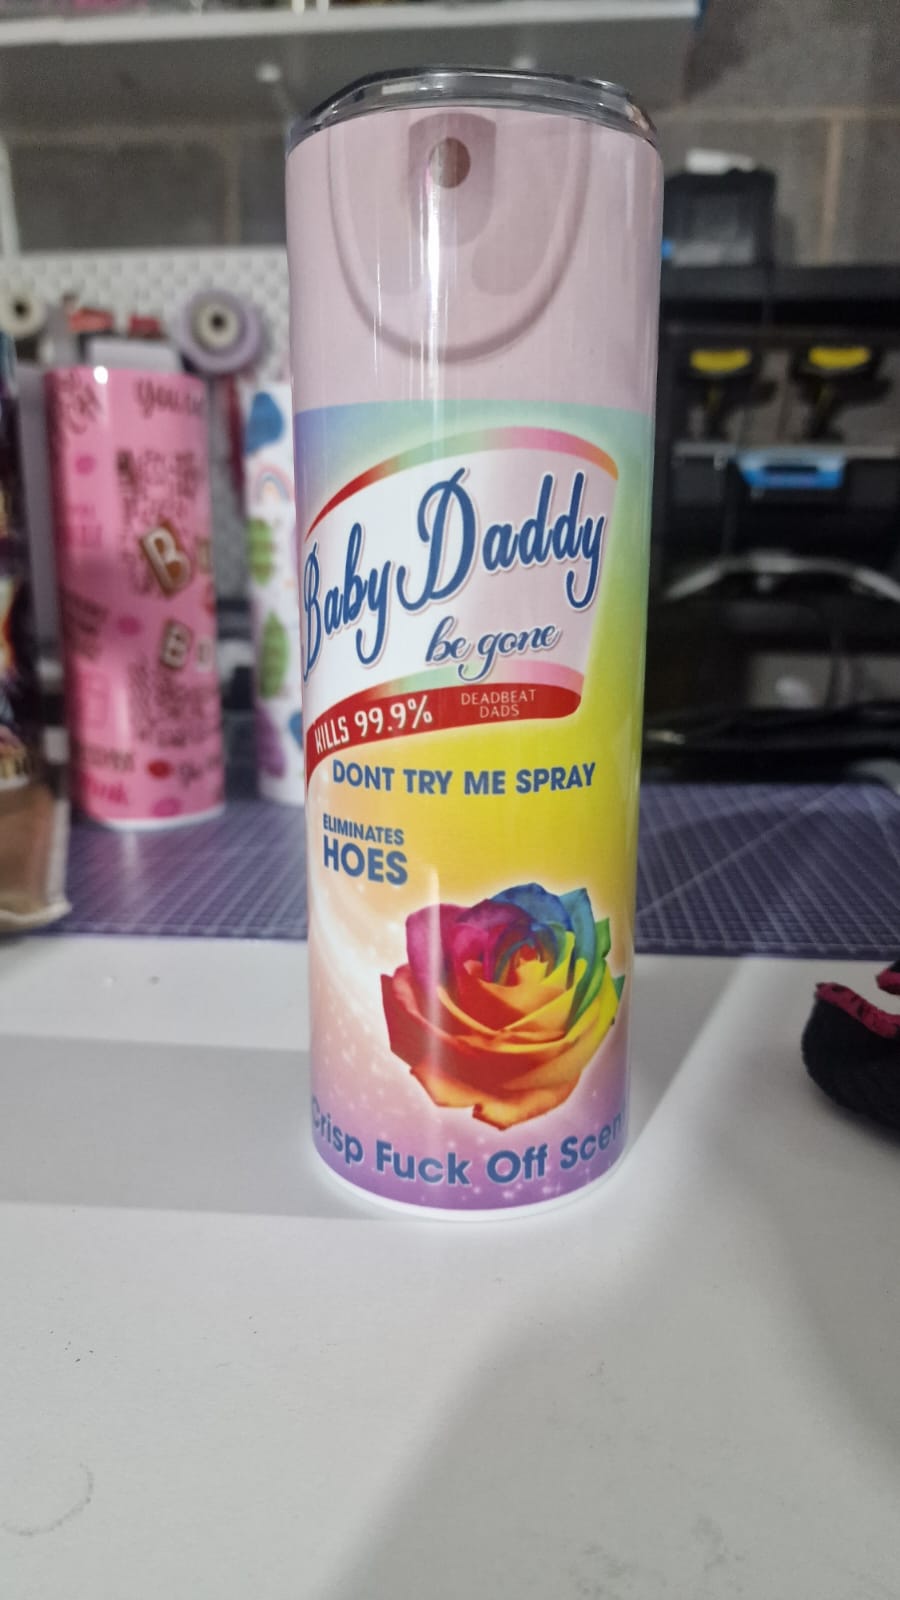 Baby Daddy
be gone
KILLS 99.9%
DEADBEAT
DADS
DONT TRY ME SPRAY
ELIMINATES
HOES
Crisp Fuck Off Scen